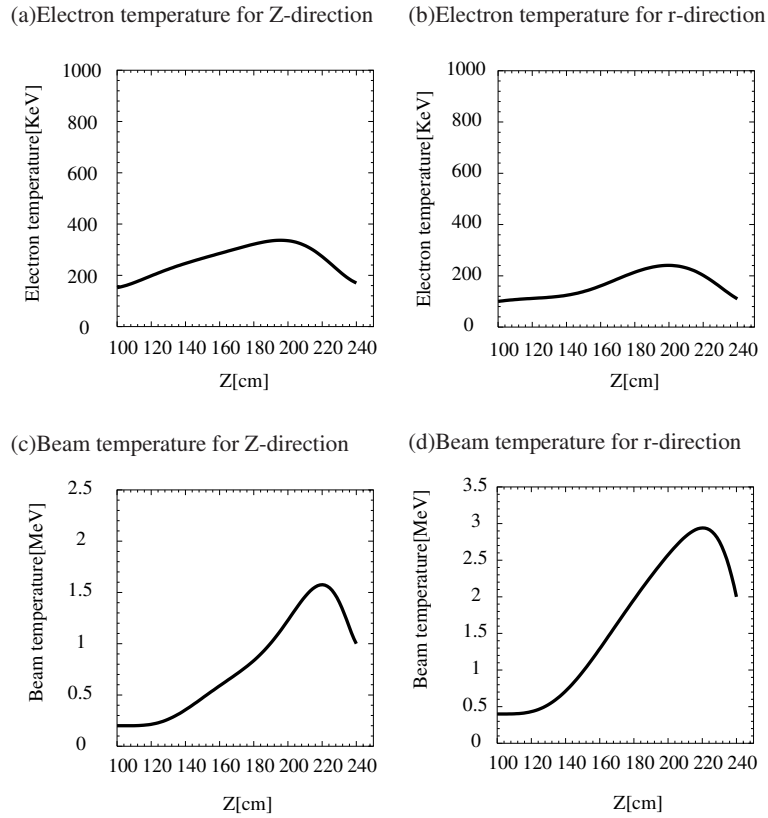 (a)Electron temperature for Z-direction
(b)Electron temperature for r-direction
Electron temperature[KeV]
1000
800
600
400
200
0
100 120 140 160 180 200 220 240
Z[cm]
Electron temperature[KeV]
1000
800
600
400
200
0
100 120 140 160 180 200 220 240
Z[cm]
(c)Beam temperature for Z-direction
(d)Beam temperature for r-direction
Beam temperature[MeV]
2.5
2
1.5
1
0.5
0
100 120 140 160 180 200 220 240
Z[cm]
Beam temperature[MeV]
3.5
3
2.5
2
1.5
1
0.5
0
100 120 140 160 180 200 220 240
Z[cm]